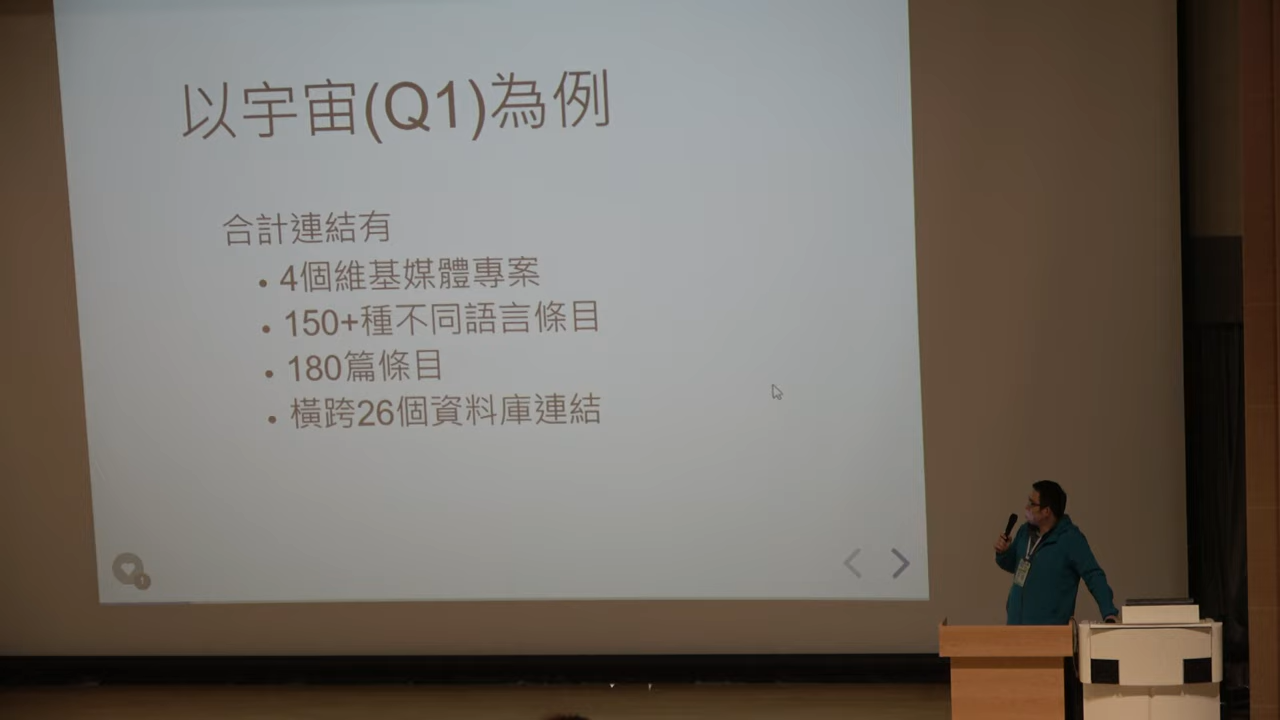 以宇宙(Q1)為例
合計連結有
• 4個維基媒體專案
• 150+種不同語言條目
• 180篇條目
• 橫跨26個資料庫連結